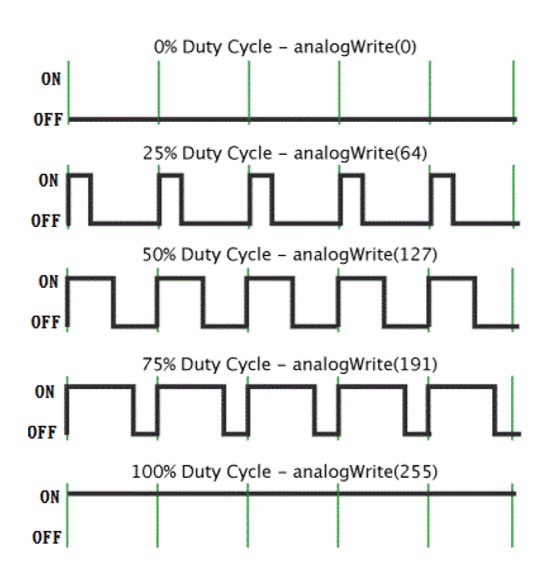 0% Duty Cycle – analogWrite(0)
ON
OFF
25% Duty Cycle – analogWrite(64)
ON
OFF
50% Duty Cycle – analogWrite(127)
ON
OFF
75% Duty Cycle – analogWrite(191)
ON
OFF
100% Duty Cycle – analogWrite(255)
ON
OFF